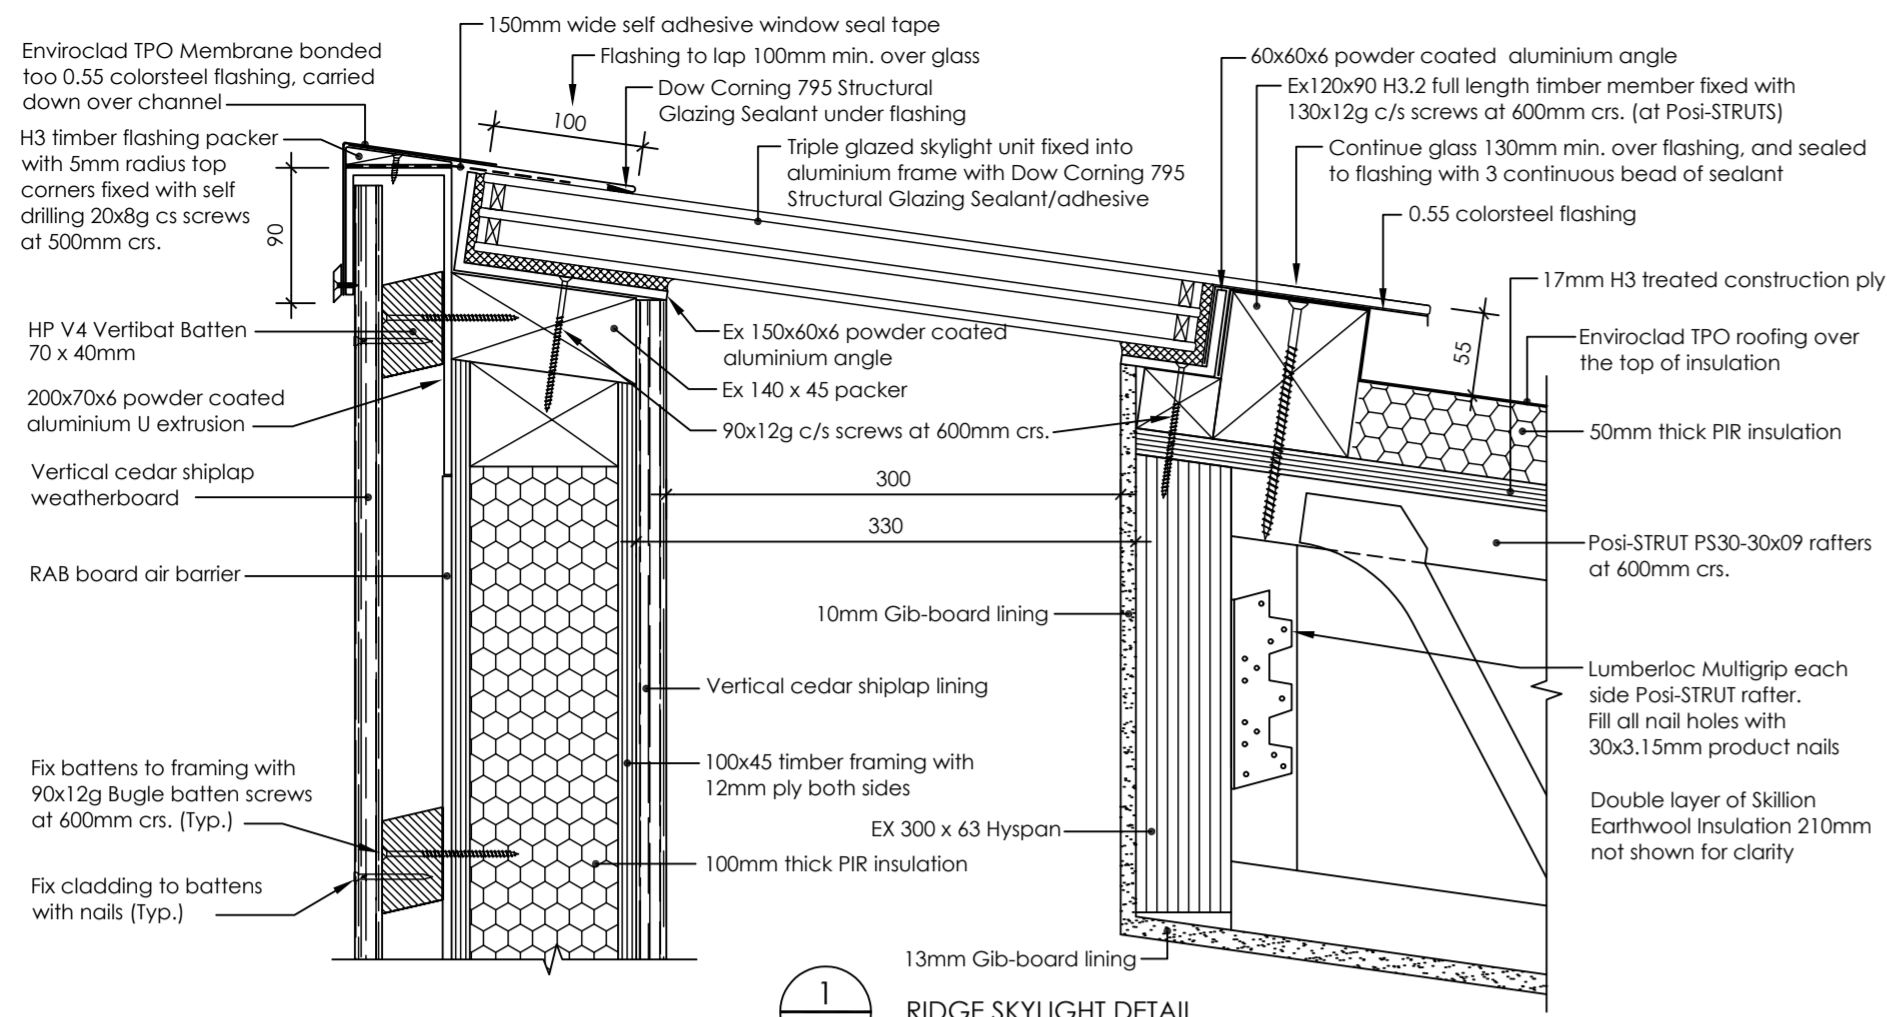 150mm wide self adhesive window seal tape
Enviroclad TPO Membrane bonded
too 0.55 colorsteel flashing, carried
down over channel
Flashing to lap 100mm min. over glass
Dow Corning 795 Structural
Glazing Sealant under flashing
60x60x6 powder coated aluminium angle
Ex120x90 H3.2 full length timber member fixed with
130x12g c/s screws at 600mm crs. (at Posi-STRUTS)
100
H3 timber flashing packer
with 5mm radius top
corners fixed with self
drilling 20x8g cs screws
at 500mm crs.
90
Triple glazed skylight unit fixed into
aluminium frame with Dow Corning 795
Structural Glazing Sealant/adhesive
Continue glass 130mm min. over flashing, and sealed
to flashing with 3 continuous bead of sealant
0.55 colorsteel flashing
17mm H3 treated construction ply
HP V4 Vertibat Batten
70 x 40mm
Ex 150x60x6 powder coated
aluminium angle
55
Enviroclad TPO roofing over
the top of insulation
200x70x6 powder coated
aluminium U extrusion
Ex 140 x 45 packer
90x12g c/s screws at 600mm crs.
50mm thick PIR insulation
Vertical cedar shiplap
weatherboard
300
330
Posi-STRUT PS30-30x09 rafters
at 600mm crs.
RAB board air barrier
10mm Gib-board lining
Vertical cedar shiplap lining
Lumberloc Multigrip each
side Posi-STRUT rafter.
Fill all nail holes with
30x3.15mm product nails
Fix battens to framing with
90x12g Bugle batten screws
at 600mm crs. (Typ.)
100x45 timber framing with
12mm ply both sides
Double layer of Skillion
Earthwool Insulation 210mm
not shown for clarity
EX 300 x 63 Hyspan
100mm thick PIR insulation
Fix cladding to battens
with nails (Typ.)
13mm Gib-board lining
1
RIDGE SKYLIGHT DETAIL